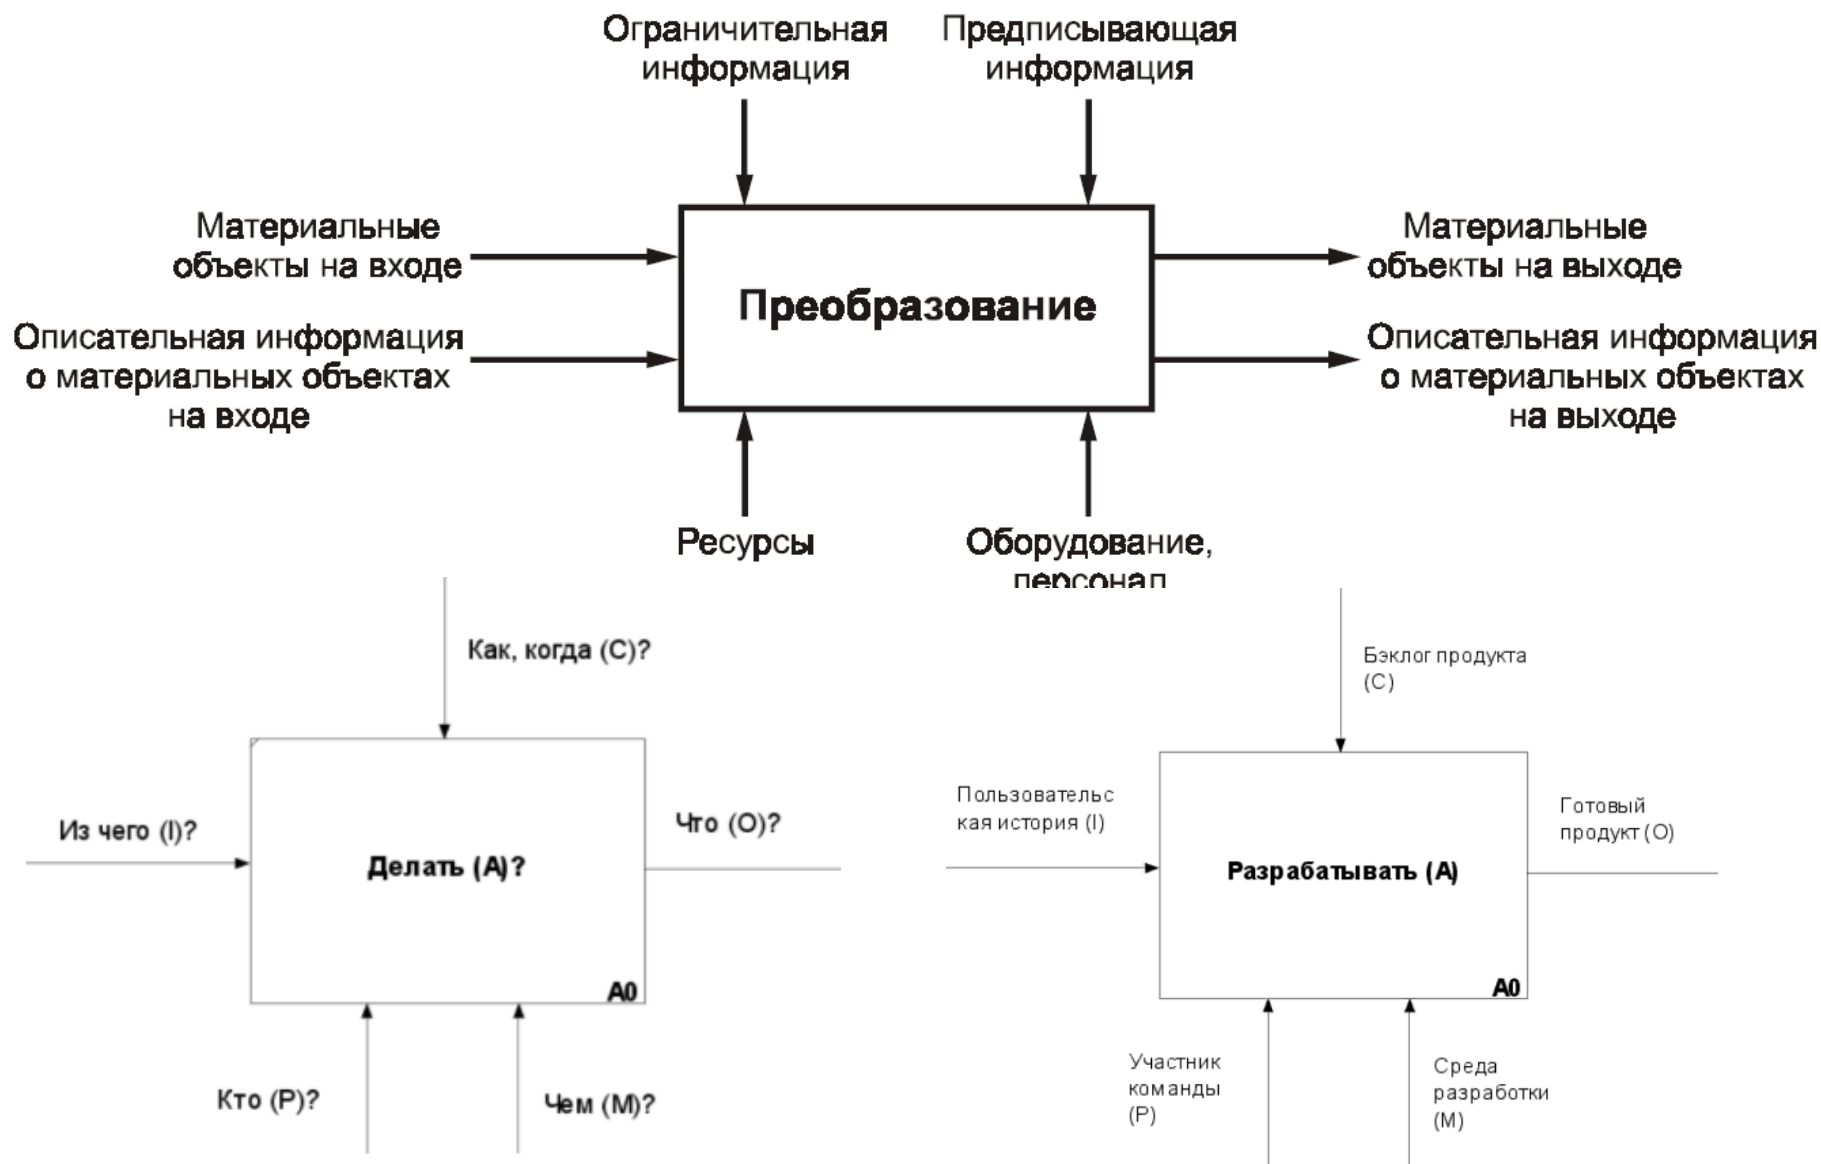 Ограничительная
информация
Предписывающая
информация
Материальные
объекты на входе
Описательная информация
о материальных объектах
на входе
Преобразование
Материальные
объекты на выходе
Описательная информация
о материальных объектах
на выходе
Ресурсы
Оборудование,
персонал
Как, когда (C)?
Из чего (I)?
Делать (A)?
Что (O)?
A0
Кто (P)?
Чем (M)?
Бэклог продукта
(C)
Пользовательс
кая история (I)
Разрабатывать (A)
Готовый
продукт (O)
A0
Участник
команды
(P)
Среда
разработки
(M)